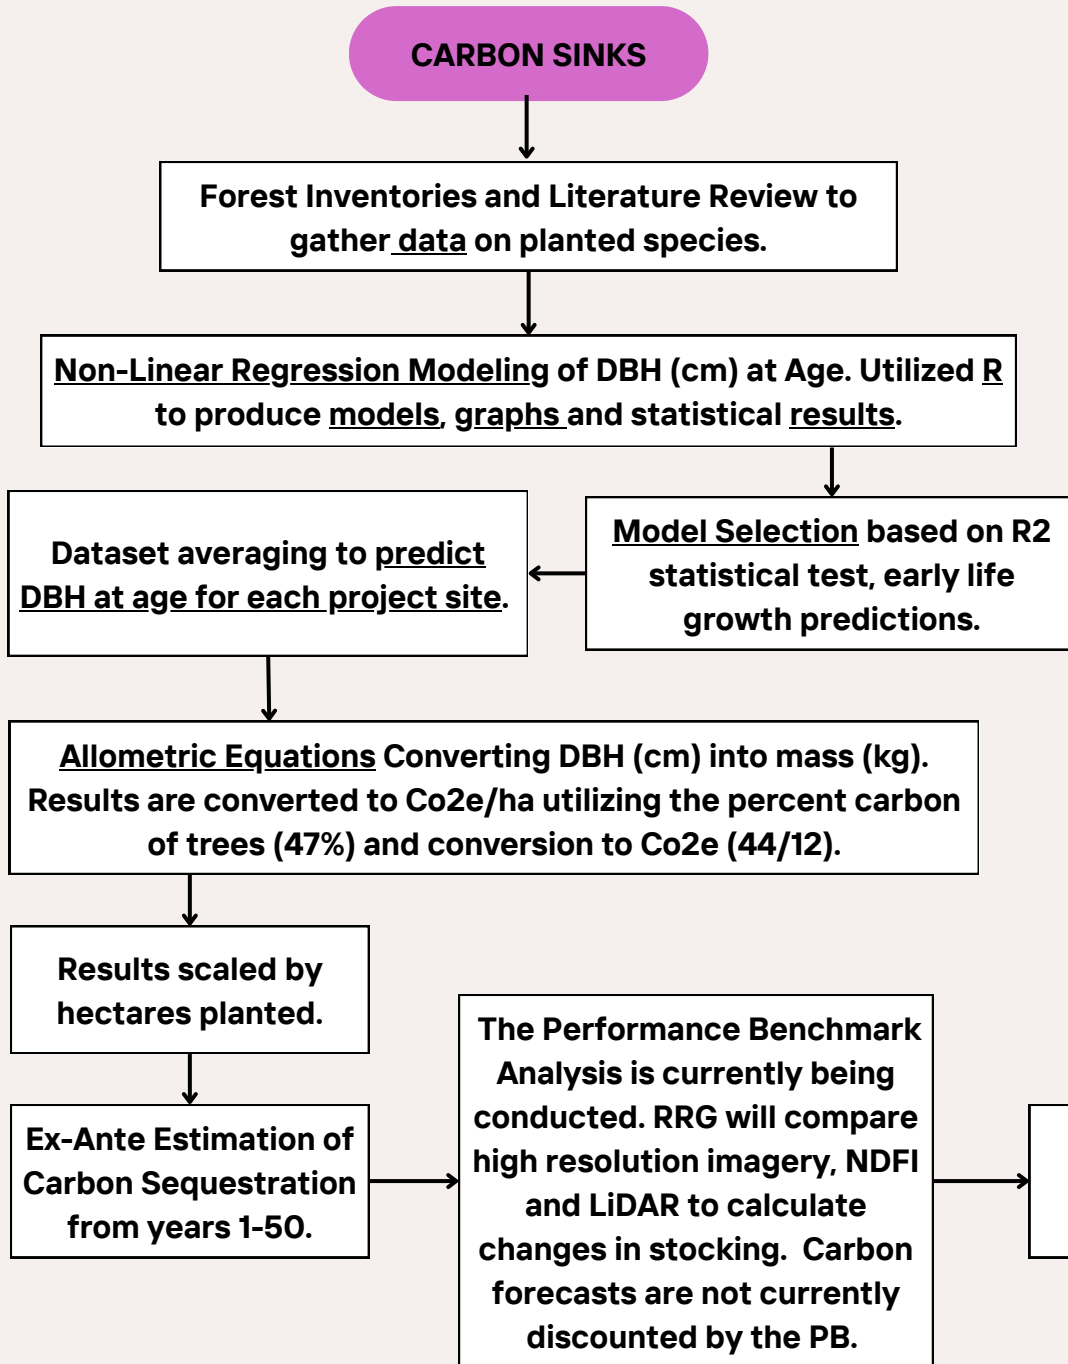 CARBON SINKS
Forest Inventories and Literature Review to
gather data on planted species.
Non-Linear Regression Modeling of DBH (cm) at Age. Utilized R
to produce models, graphs and statistical results.
Model Selection based on R2
statistical test, early life
growth predictions.
Dataset averaging to predict
DBH at age for each project site.
Allometric Equations Converting DBH (cm) into mass (kg).
Results are converted to Co2e/ha utilizing the percent carbon
of trees (47%) and conversion to Co2e (44/12).
Results scaled by
hectares planted.
Ex-Ante Estimation of
Carbon Sequestration
from years 1-50.
The Performance Benchmark
Analysis is currently being
conducted. RRG will compare
high resolution imagery, NDFI
and LiDAR to calculate
changes in stocking. Carbon
forecasts are not currently
discounted by the PB.